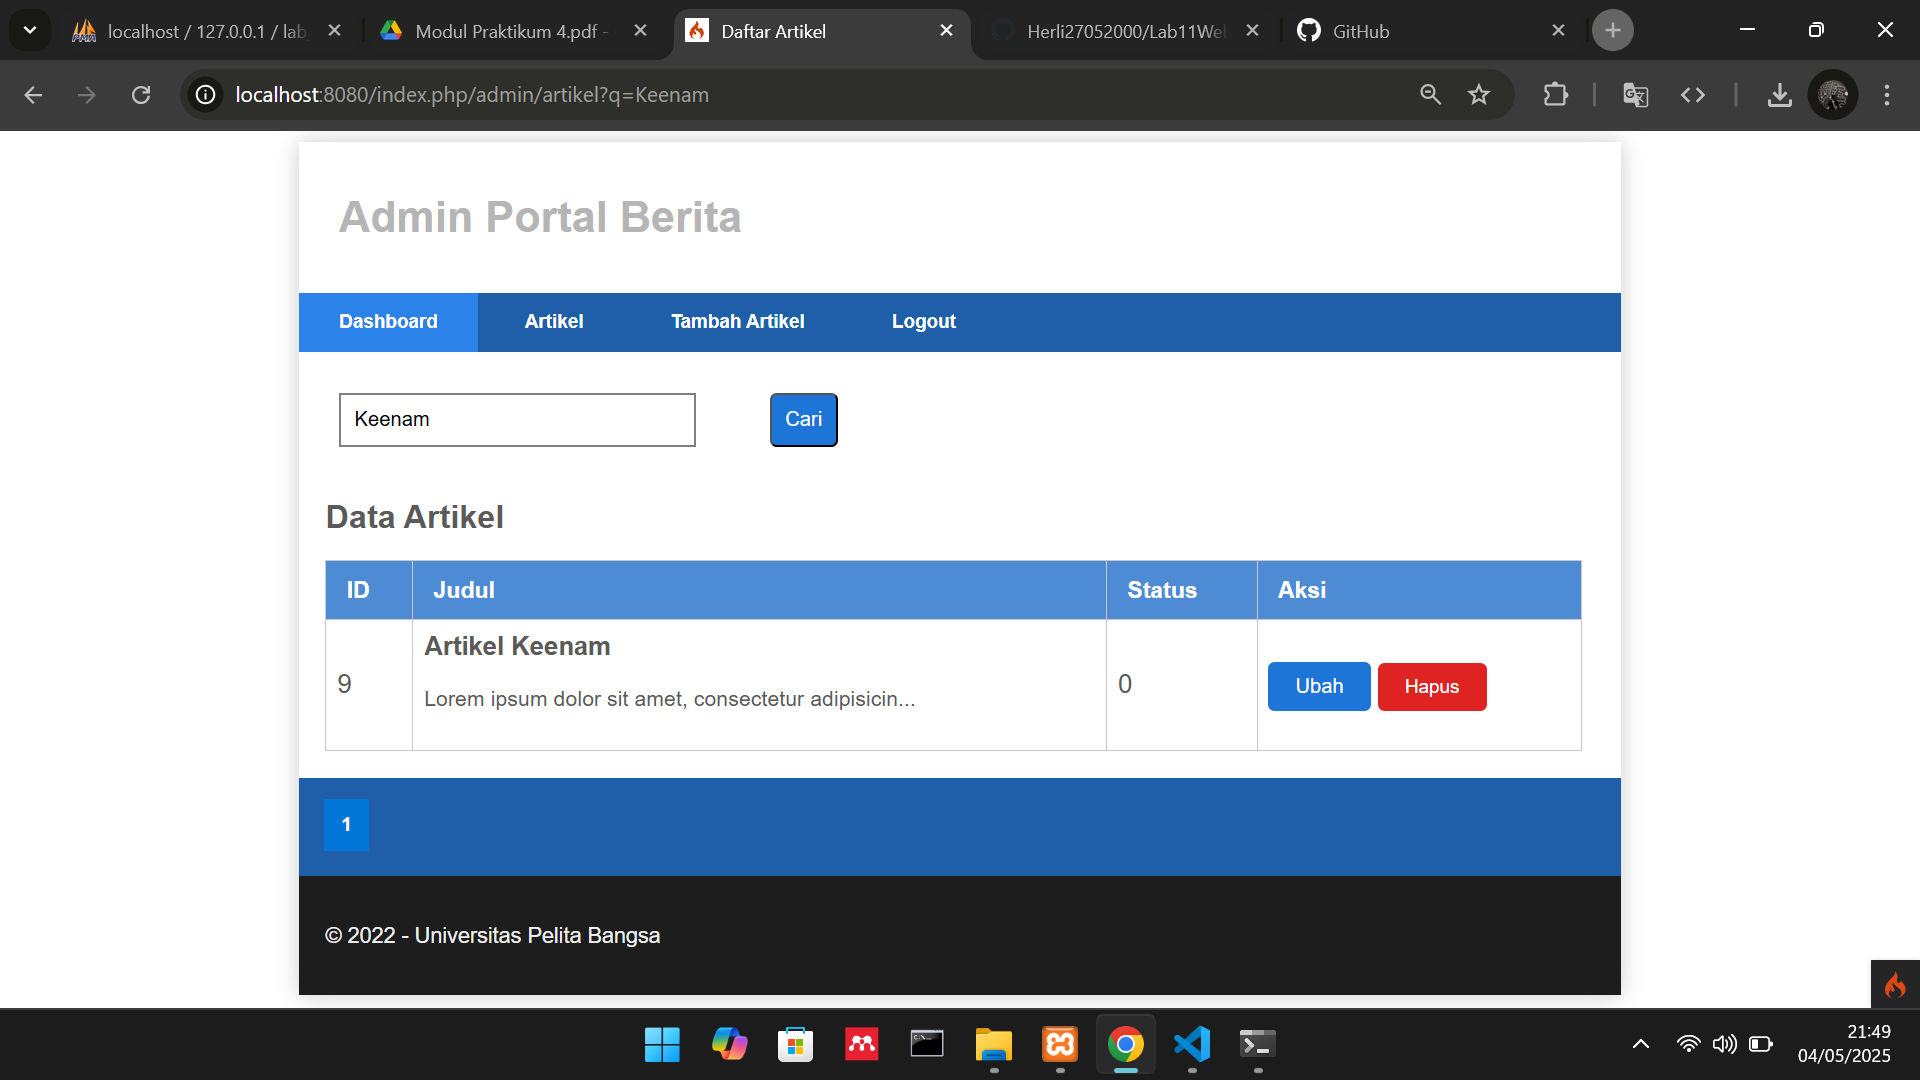 localhost / 127.0.0.1 / lab
Modul Praktikum 4.pdf -
Daftar Artikel
Herli27052000/Lab11We
GitHub
localhost:8080/index.php/admin/artikel?q=Keenam
Admin Portal Berita
Dashboard Artikel Tambah Artikel Logout
Keenam Cari
Data Artikel
ID Judul Status Aksi
Artikel Keenam
9 0 Ubah Hapus
Lorem ipsum dolor sit amet, consectetur adipisicin...
1
© 2022 - Universitas Pelita Bangsa
21:49
04/05/2025